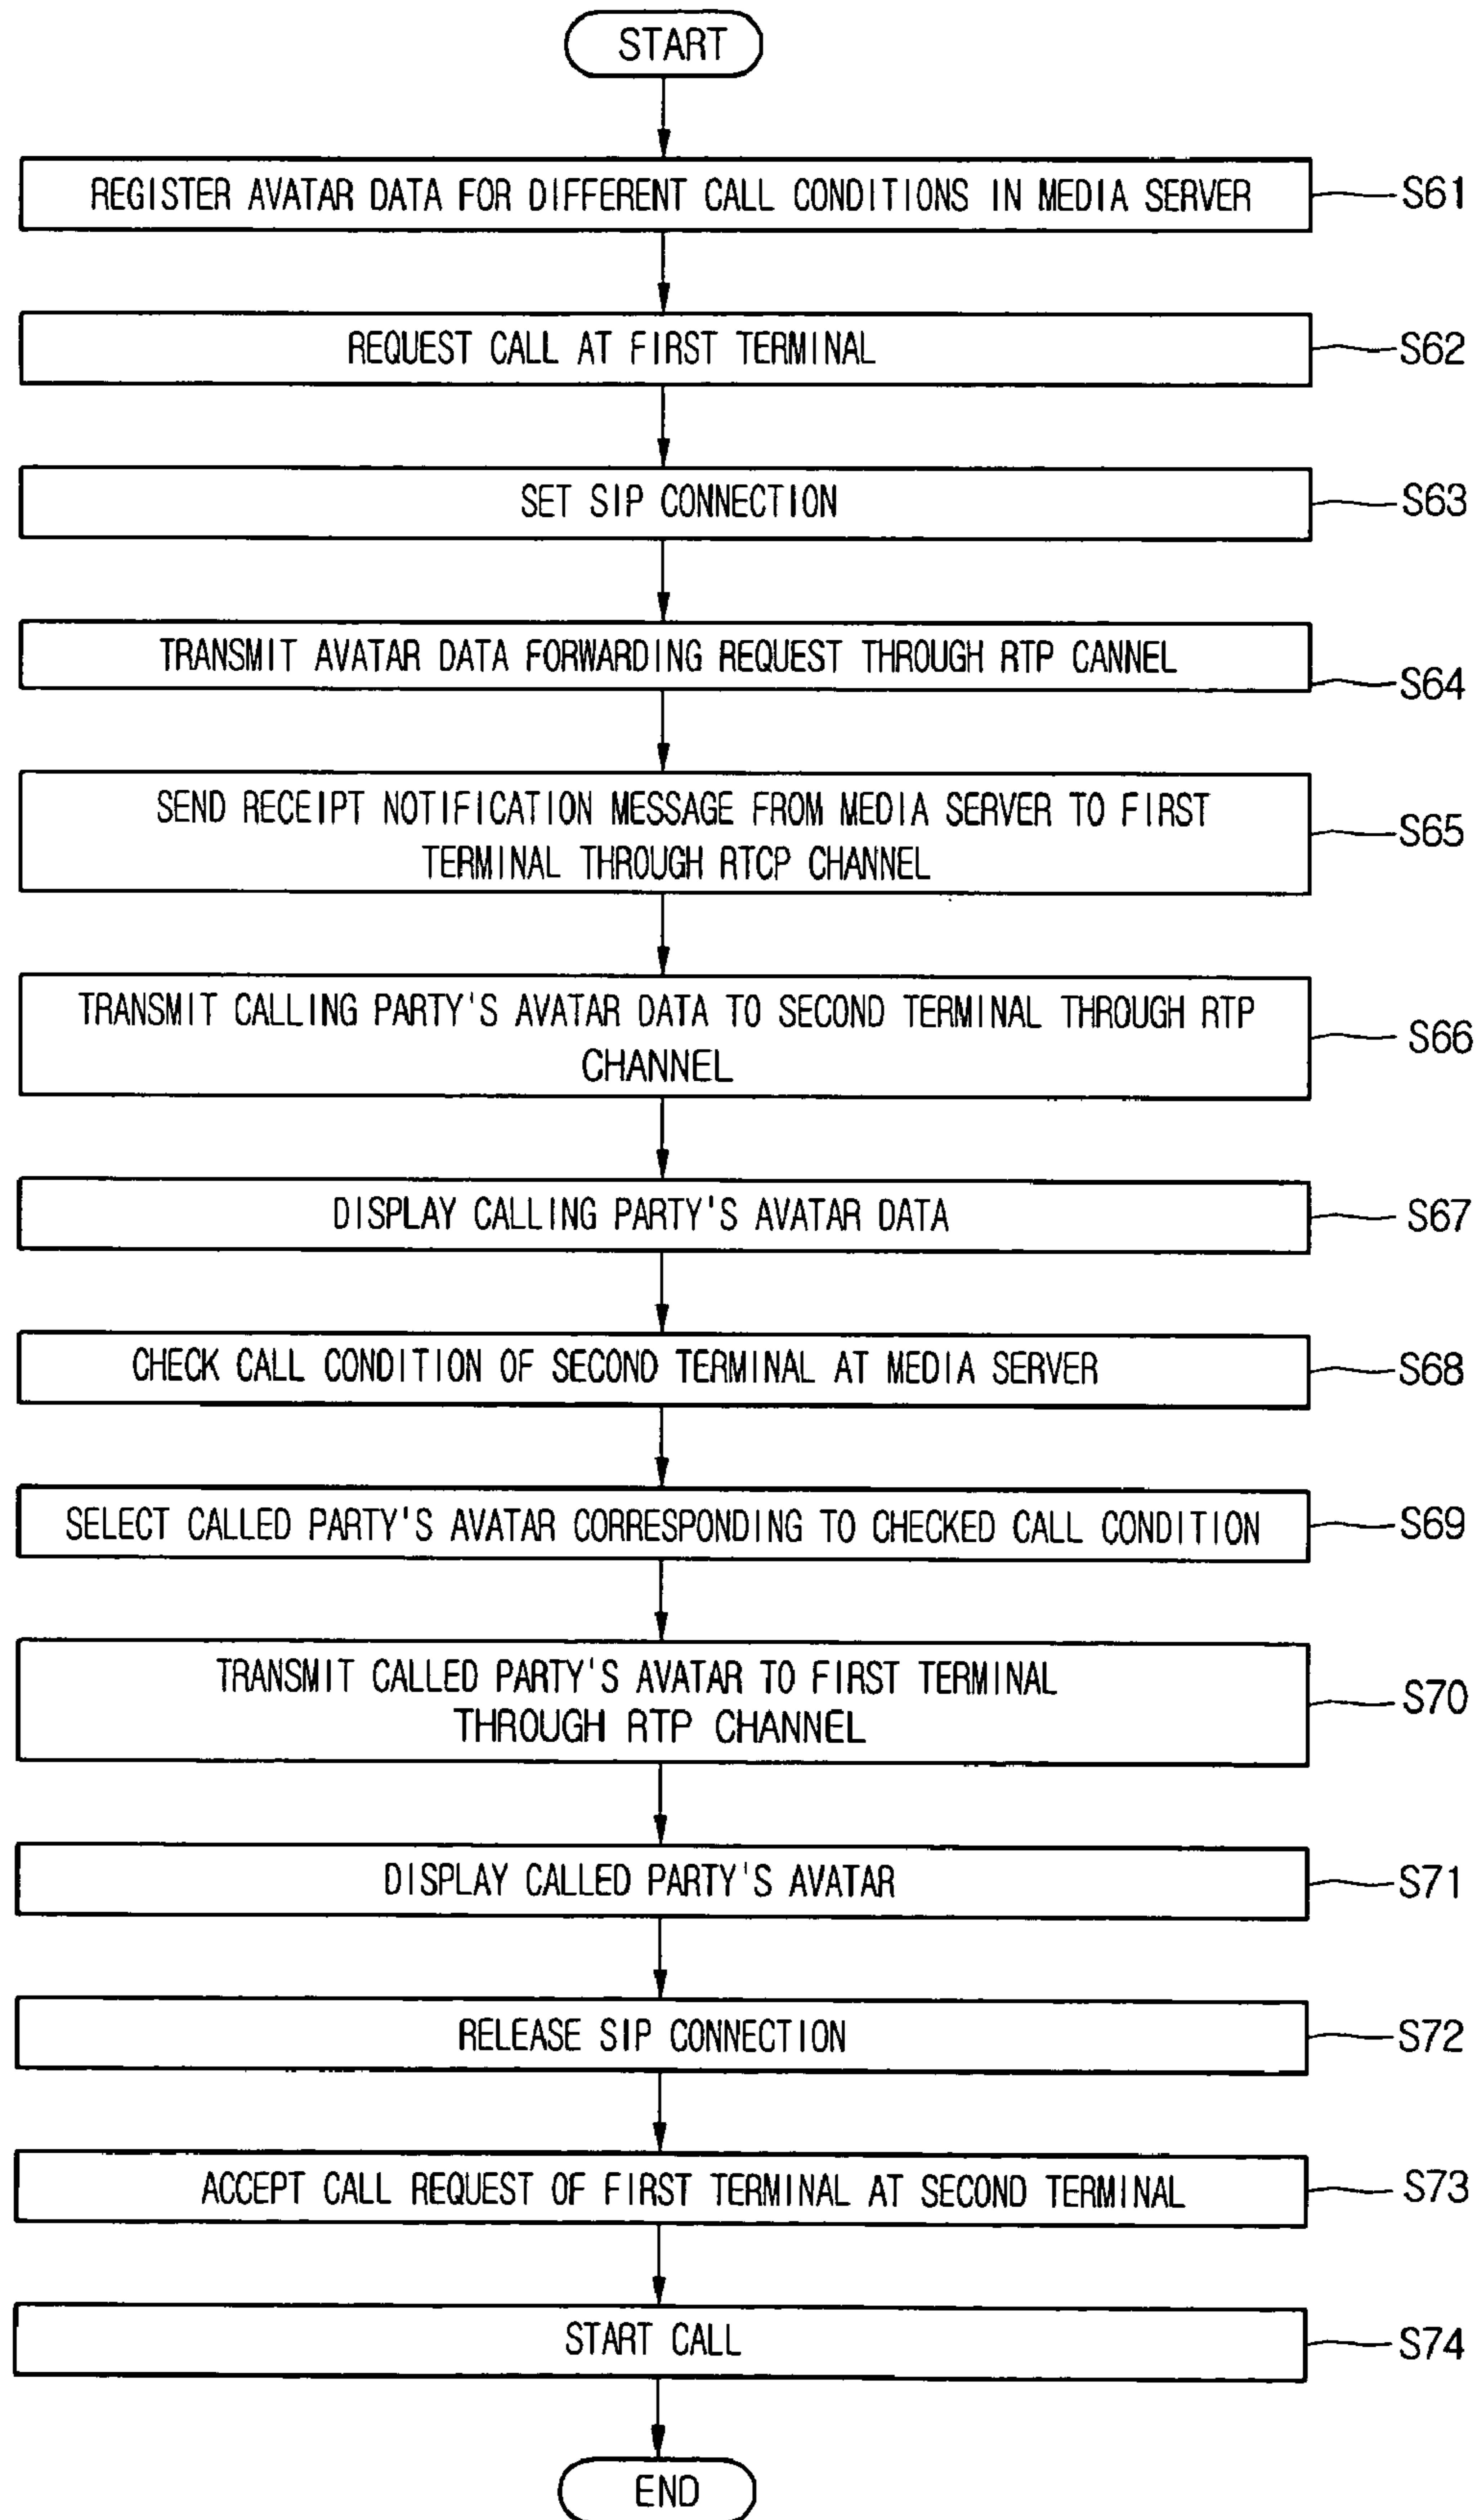 START
REGISTER AVATAR DATA FOR DIFFERENT CALL CONDITIONS IN MEDIA SERVER
S61
REQUEST CALL AT FIRST TERMINAL
S62
SET SIP CONNECTION
S63
TRANSMIT AVATAR DATA FORWARDING REQUEST THROUGH RTP CANNEL
S64
SEND RECEIPT NOTIFICATION MESSAGE FROM MEDIA SERVER TO FIRST
TERMINAL THROUGH RTCP CHANNEL
S65
TRANSMIT CALLING PARTY'S AVATAR DATA TO SECOND TERMINAL THROUGH RTP
CHANNEL
S66
DISPLAY CALLING PARTY'S AVATAR DATA
S67
CHECK CALL CONDITION OF SECOND TERMINAL AT MEDIA SERVER
S68
SELECT CALLED PARTY'S AVATAR CORRESPONDING TO CHECKED CALL CONDITION
S69
TRANSMIT CALLED PARTY'S AVATAR TO FIRST TERMINAL
THROUGH RTP CHANNEL
S70
DISPLAY CALLED PARTY'S AVATAR
S71
RELEASE SIP CONNECTION
S72
ACCEPT CALL REQUEST OF FIRST TERMINAL AT SECOND TERMINAL
S73
START CALL
S74
END